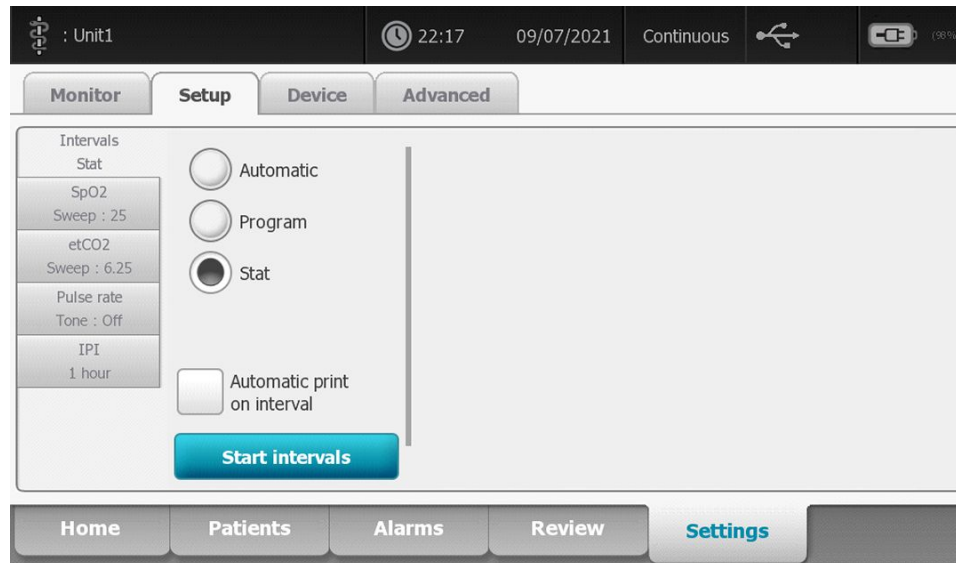 : Unit1 22:17 09/07/2021 Continuous (98%
Monitor Setup Device Advanced
Intervals
Stat
SpO2
Sweep : 25
etCO2
Sweep : 6.25
Pulse rate
Tone : Off
IPI
1 hour
Automatic
Program
Stat
Automatic print
on interval
Start intervals
Home Patients Alarms Review Settings